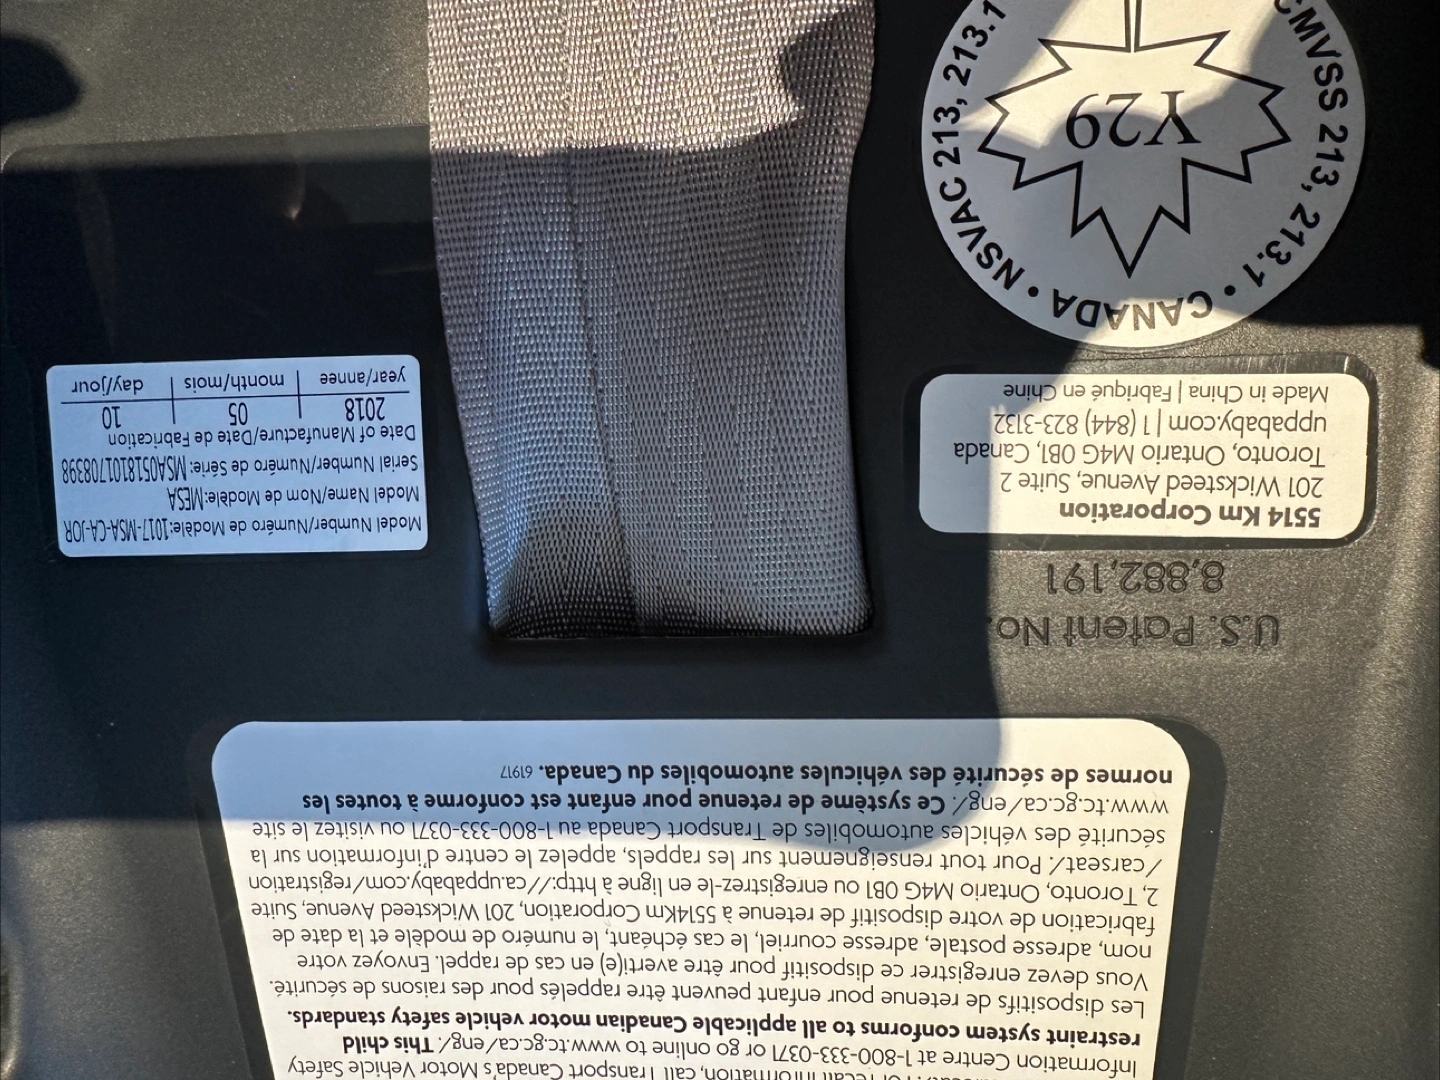 Information Centre at 1-800-333-0371 or go online to www.tc.gc.ca/eng/. This child
restraint system conforms to all applicable Canadian motor vehicle safety standards.
Les dispositifs de retenue pour enfant peuvent être rappelés pour des raisons de sécurité.
Vous devez enregistrer ce dispositif pour être averti(e) en cas de rappel. Envoyez votre
nom, adresse postale, adresse courriel, le cas échéant, le numéro de modèle et la date de
fabrication de votre dispositif de retenue à 5514Km Corporation, 201 Wicksteed Avenue, Suite
2, Toronto, Ontario M4G 0B1 ou enregistrez-le en ligne à http://ca.uppababy.com/registration
/carseat/. Pour tout renseignement sur les rappels, appelez le centre d'information sur la
sécurité des véhicles automobiles de Transport Canada au 1-800-333-0371 ou visitez le site
www.tc.gc.ca/eng/. Ce système de retenue pour enfant est conforme à toutes les
normes de sécurité des véhicules automobiles du Canada. 61917
U.S. Patent No.
8,882,191
5514 Km Corporation
201 Wicksteed Avenue, Suite 2
Toronto, Ontario M4G 0B1, Canada
uppababy.com | 1 (844) 823-3132
Made in China | Fabriqué en Chine
Model Number/Numéro de Modèle:1017-MSA-CA-JOR
Model Name/Nom de Modèle:MESA
Serial Number/Numéro de Série: MSA0518101708398
Date of Manufacture/Date de Fabrication
2018 | 05 | 10
year/annee | month/mois | day/jour
CMVSS 213, 213.1 • CANADA • NSVAC 213, 213.1
Y29